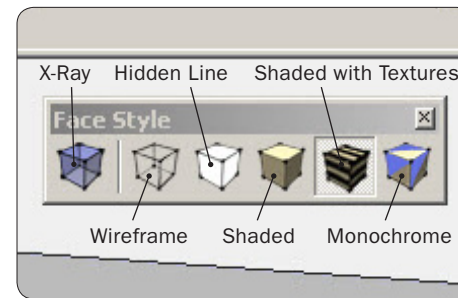 X-Ray Hidden Line Shaded with Textures
Face Style
Wireframe Shaded Monochrome